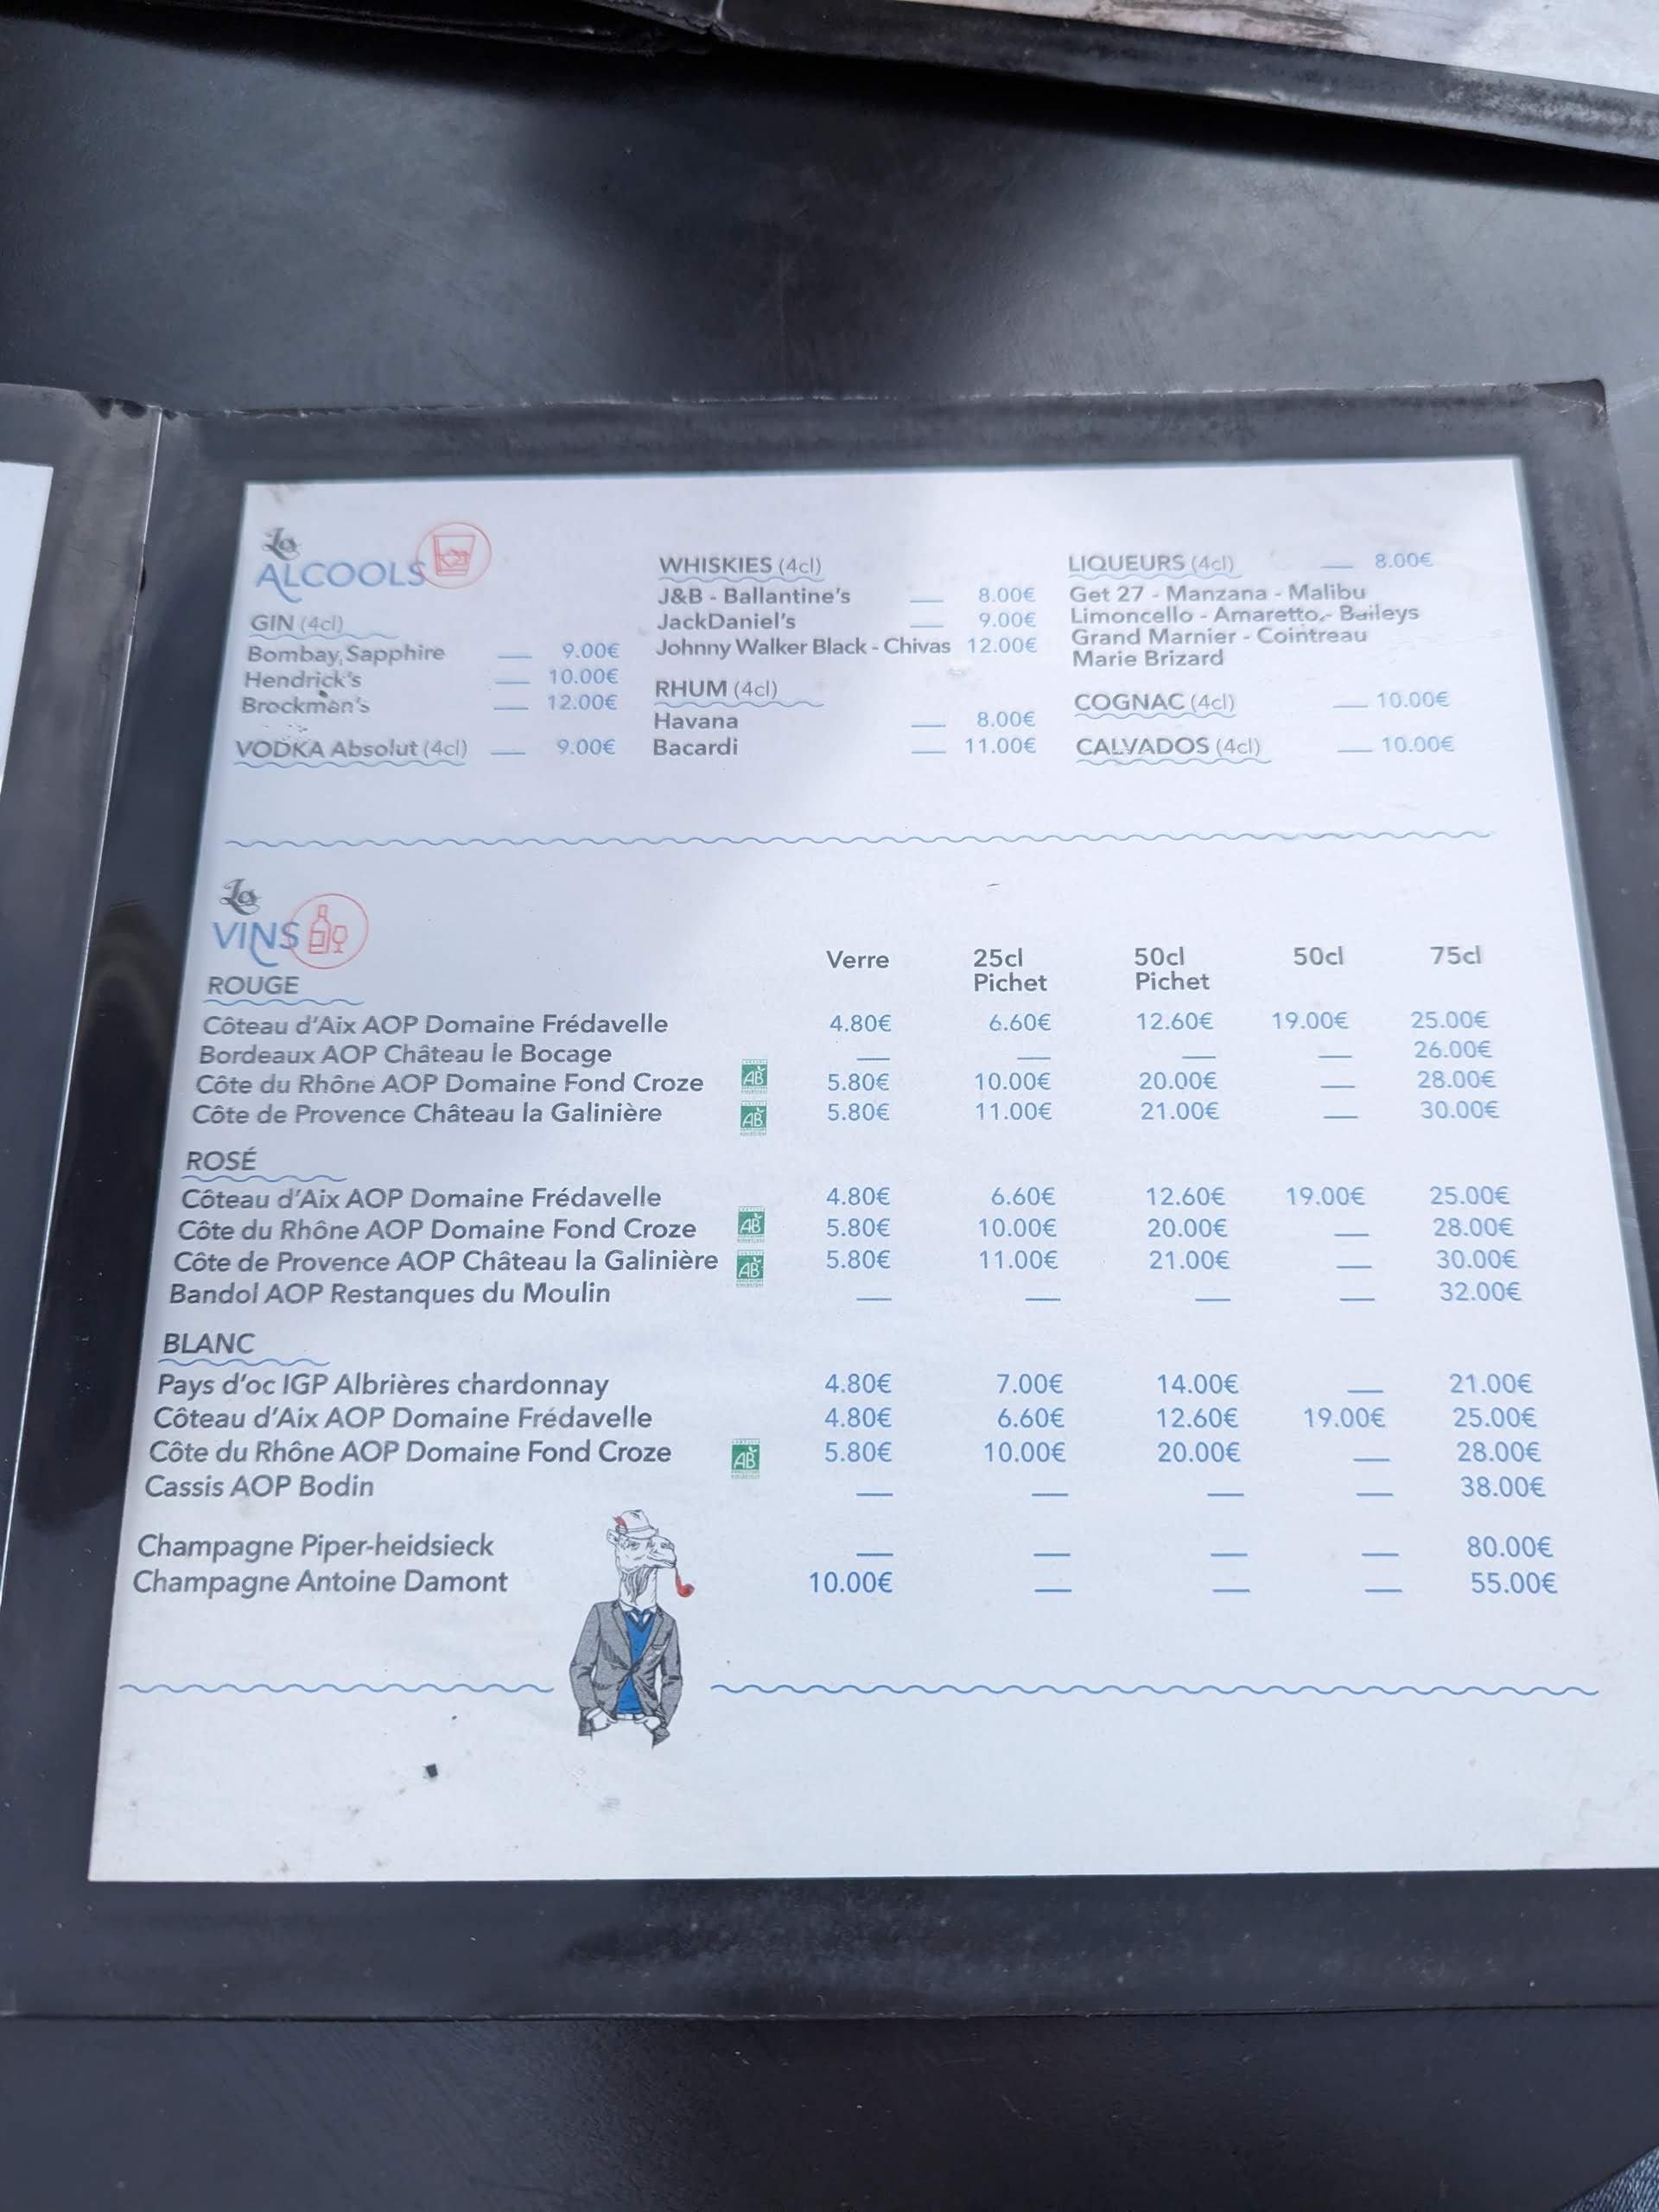 Les
ALCOOLS
GIN (4cl)
Bombay Sapphire — 9.00€
Hendrick's — 10.00€
Brockman's — 12.00€
VODKA Absolut (4cl) — 9.00€
WHISKIES (4cl)
J&B - Ballantine's — 8.00€
JackDaniel's — 9.00€
Johnny Walker Black - Chivas 12.00€
RHUM (4cl)
Havana — 8.00€
Bacardi — 11.00€
LIQUEURS (4cl) — 8.00€
Get 27 - Manzana - Malibu
Limoncello - Amaretto - Baileys
Grand Marnier - Cointreau
Marie Brizard
COGNAC (4cl) — 10.00€
CALVADOS (4cl) — 10.00€
Les
VINS
Verre 25cl Pichet 50cl Pichet 50cl 75cl
ROUGE
Côteau d'Aix AOP Domaine Frédavelle 4.80€ 6.60€ 12.60€ 19.00€ 25.00€
Bordeaux AOP Château le Bocage — — — — 26.00€
Côte du Rhône AOP Domaine Fond Croze AB 5.80€ 10.00€ 20.00€ — 28.00€
Côte de Provence Château la Galinière AB 5.80€ 11.00€ 21.00€ — 30.00€
ROSÉ
Côteau d'Aix AOP Domaine Frédavelle 4.80€ 6.60€ 12.60€ 19.00€ 25.00€
Côte du Rhône AOP Domaine Fond Croze AB 5.80€ 10.00€ 20.00€ — 28.00€
Côte de Provence AOP Château la Galinière AB 5.80€ 11.00€ 21.00€ — 30.00€
Bandol AOP Restanques du Moulin — — — — 32.00€
BLANC
Pays d'oc IGP Albrières chardonnay 4.80€ 7.00€ 14.00€ — 21.00€
Côteau d'Aix AOP Domaine Frédavelle 4.80€ 6.60€ 12.60€ 19.00€ 25.00€
Côte du Rhône AOP Domaine Fond Croze AB 5.80€ 10.00€ 20.00€ — 28.00€
Cassis AOP Bodin — — — — 38.00€
Champagne Piper-heidsieck — — — — 80.00€
Champagne Antoine Damont 10.00€ — — — 55.00€